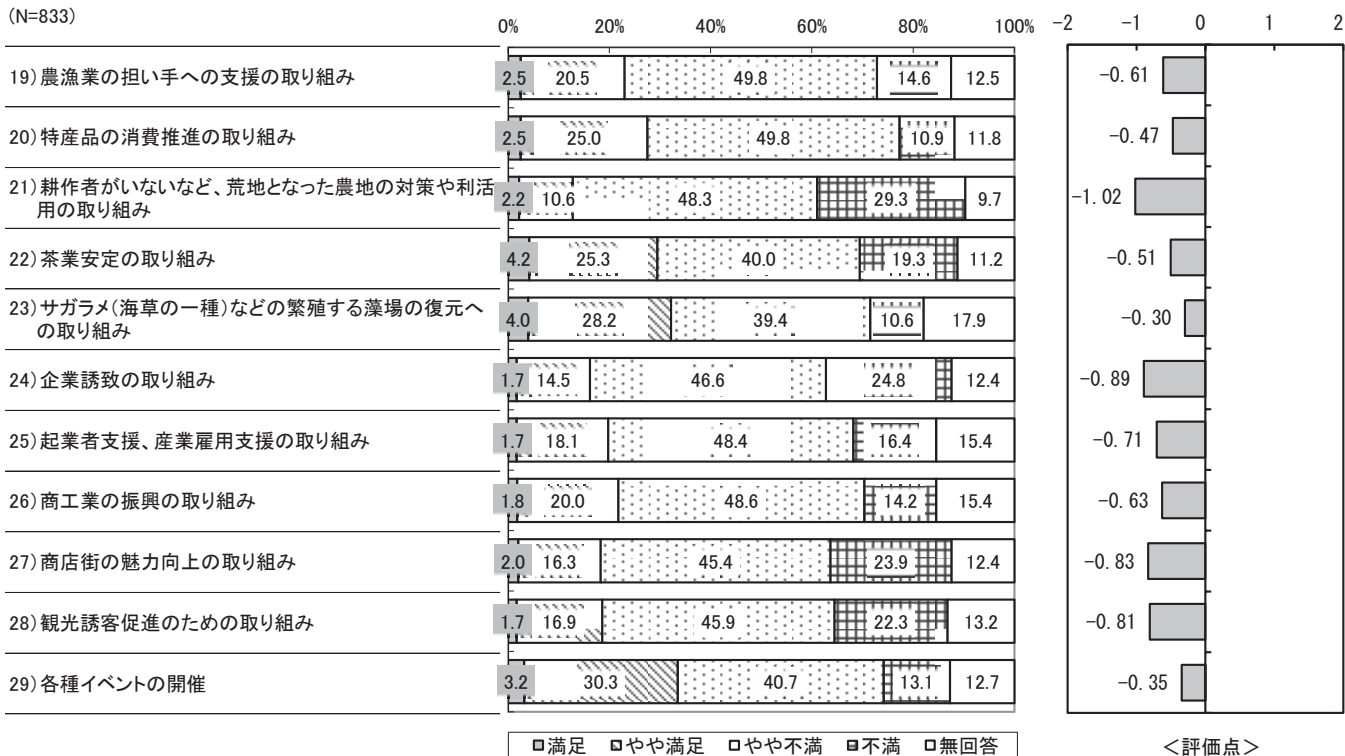 (N=833)
0% 20% 40% 60% 80% 100%
-2 -1 0 1 2
19)農漁業の担い手への支援の取り組み 2.5 20.5 49.8 14.6 12.5 -0.61
20)特産品の消費推進の取り組み 2.5 25.0 49.8 10.9 11.8 -0.47
21)耕作者がいないなど、荒地となった農地の対策や利活
用の取り組み 2.2 10.6 48.3 29.3 9.7 -1.02
22)茶業安定の取り組み 4.2 25.3 40.0 19.3 11.2 -0.51
23)サガラメ(海草の一種)などの繁殖する藻場の復元へ
の取り組み 4.0 28.2 39.4 10.6 17.9 -0.30
24)企業誘致の取り組み 1.7 14.5 46.6 24.8 12.4 -0.89
25)起業者支援、産業雇用支援の取り組み 1.7 18.1 48.4 16.4 15.4 -0.71
26)商工業の振興の取り組み 1.8 20.0 48.6 14.2 15.4 -0.63
27)商店街の魅力向上の取り組み 2.0 16.3 45.4 23.9 12.4 -0.83
28)観光誘客促進のための取り組み 1.7 16.9 45.9 22.3 13.2 -0.81
29)各種イベントの開催 3.2 30.3 40.7 13.1 12.7 -0.35
満足 やや満足 やや不満 不満 無回答
<評価点>